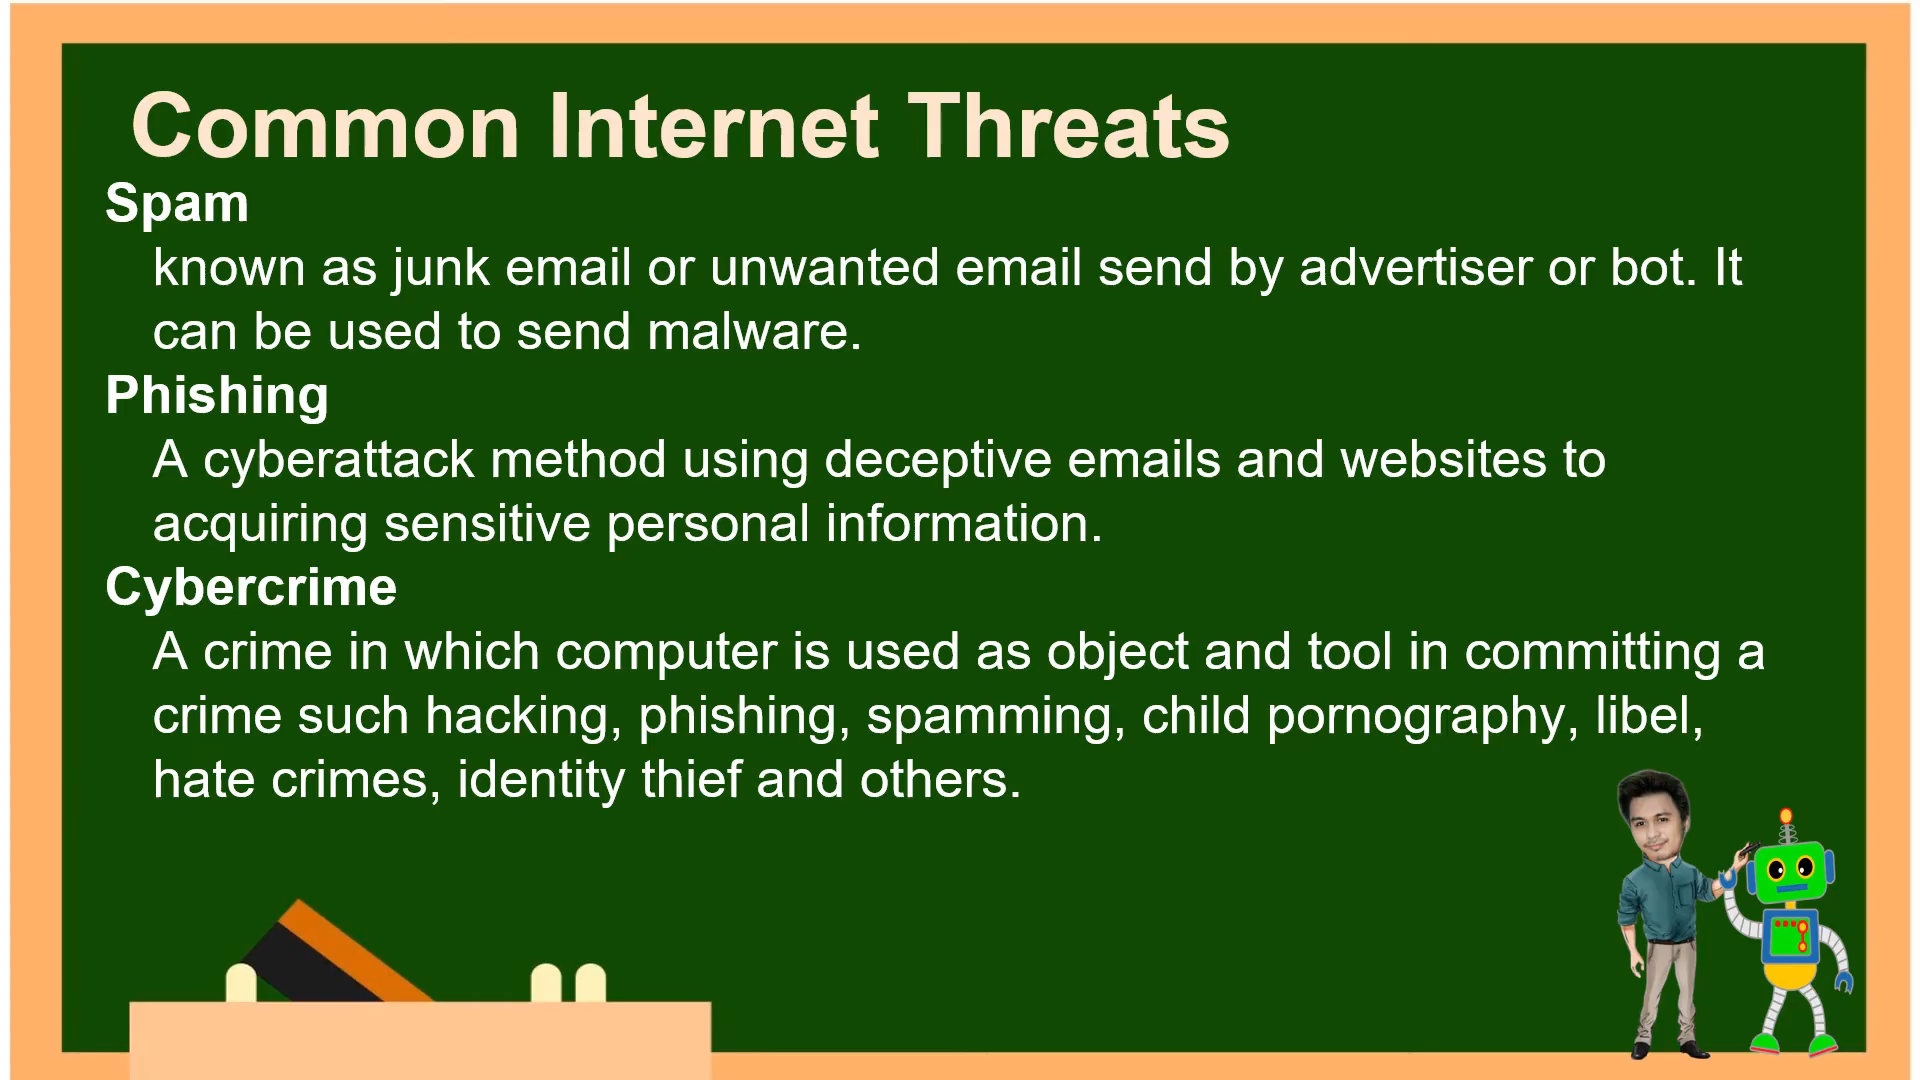 Common Internet Threats
Spam
known as junk email or unwanted email send by advertiser or bot. It
can be used to send malware.
Phishing
A cyberattack method using deceptive emails and websites to
acquiring sensitive personal information.
Cybercrime
A crime in which computer is used as object and tool in committing a
crime such hacking, phishing, spamming, child pornography, libel,
hate crimes, identity thief and others.